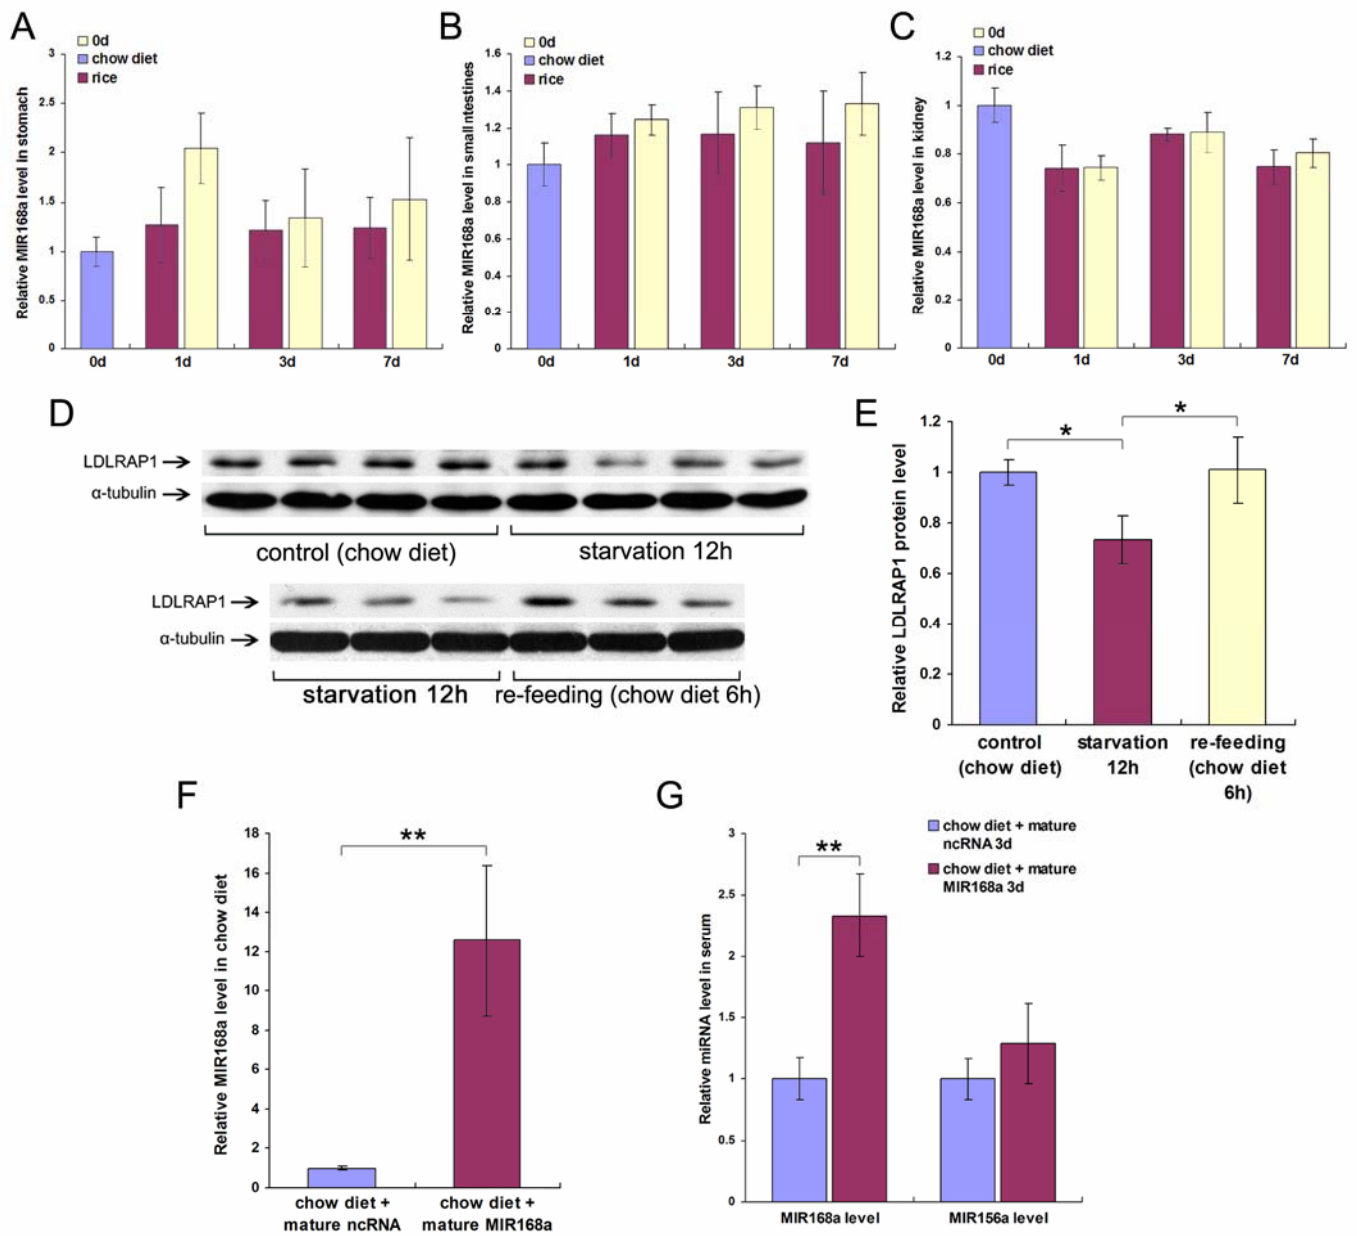 A
0d
chow diet
rice
Relative MIR168a level in stomach
3
2.5
2
1.5
1
0.5
0
0d 1d 3d 7d
B
0d
chow diet
rice
Relative MIR168a level in small ntestines
1.6
1.4
1.2
1
0.8
0.6
0.4
0.2
0
0d 1d 3d 7d
C
0d
chow diet
rice
Relative MIR168a level in kidney
1.2
1
0.8
0.6
0.4
0.2
0
0d 1d 3d 7d
D
LDLRAP1
α-tubulin
control (chow diet) starvation 12h
LDLRAP1
α-tubulin
starvation 12h re-feeding (chow diet 6h)
E
Relative LDLRAP1 protein level
1.2
1
0.8
0.6
0.4
0.2
0
* *
control starvation re-feeding
(chow diet) 12h (chow diet
6h)
F
Relative MIR168a level in chow diet
18
16
14
12
10
8
6
4
2
0
**
chow diet + chow diet +
mature ncRNA mature MIR168a
G
chow diet + mature
ncRNA 3d
chow diet + mature
MIR168a 3d
Relative miRNA level in serum
3
2.5
2
1.5
1
0.5
0
**
MIR168a level MIR156a level